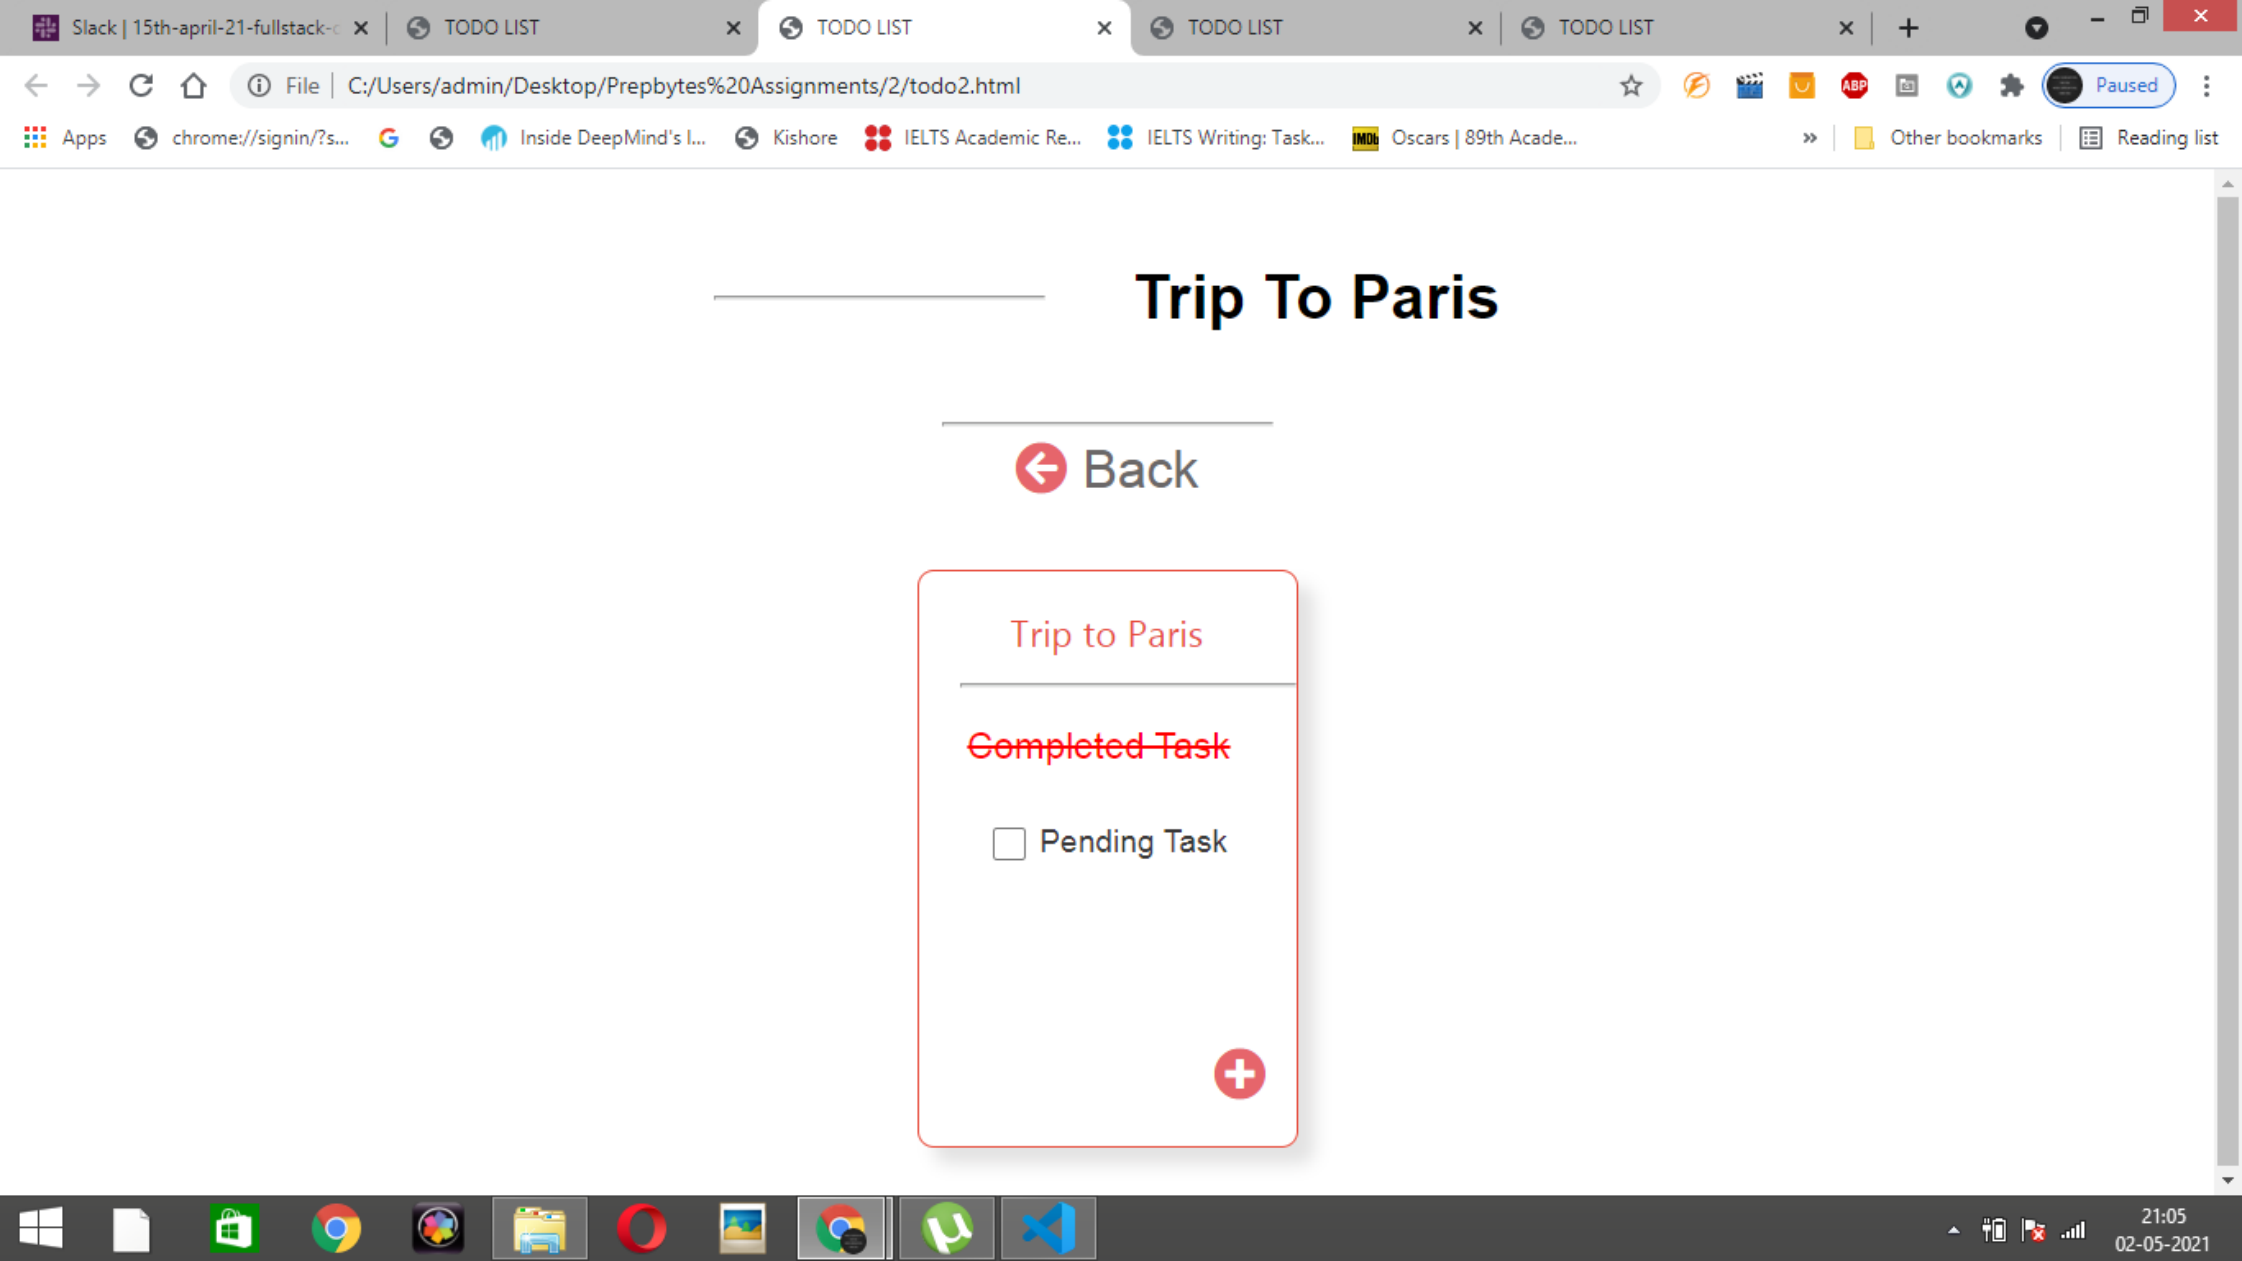 Slack | 15th-april-21-fullstack-c
TODO LIST
TODO LIST
TODO LIST
TODO LIST
File
C:/Users/admin/Desktop/Prepbytes%20Assignments/2/todo2.html
ABP
Paused
Apps
chrome://signin/?s...
Inside DeepMind's I...
Kishore
IELTS Academic Re...
IELTS Writing: Task...
IMDb
Oscars | 89th Acade...
»
Other bookmarks
Reading list
Trip To Paris
Back
Trip to Paris
Completed Task
Pending Task
21:05
02-05-2021